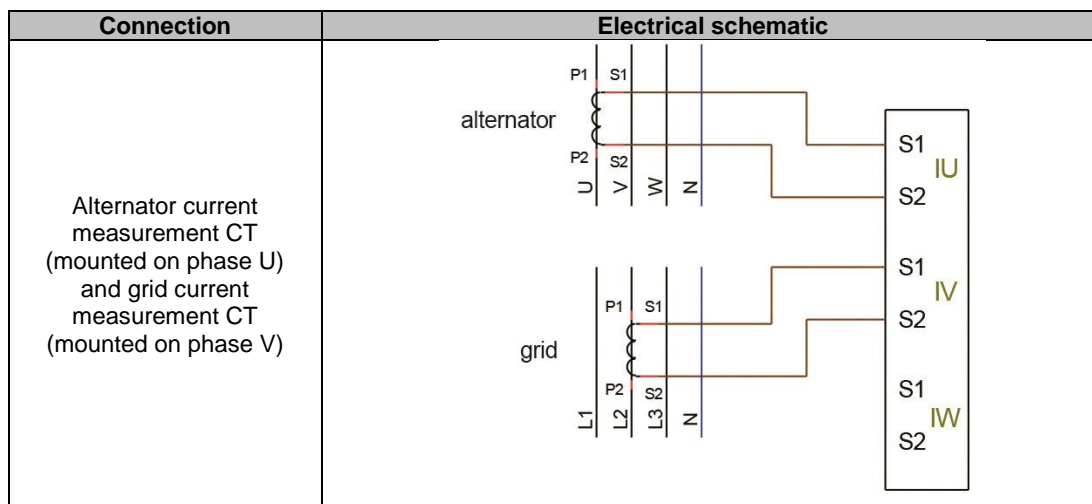 Connection
Electrical schematic
Alternator current
measurement CT
(mounted on phase U)
and grid current
measurement CT
(mounted on phase V)
P1 S1
alternator
P2 S2
U V W N
S1
IU
S2
S1
IV
S2
P1 S1
grid
P2 S2
L1 L2 L3 N
S1
IW
S2